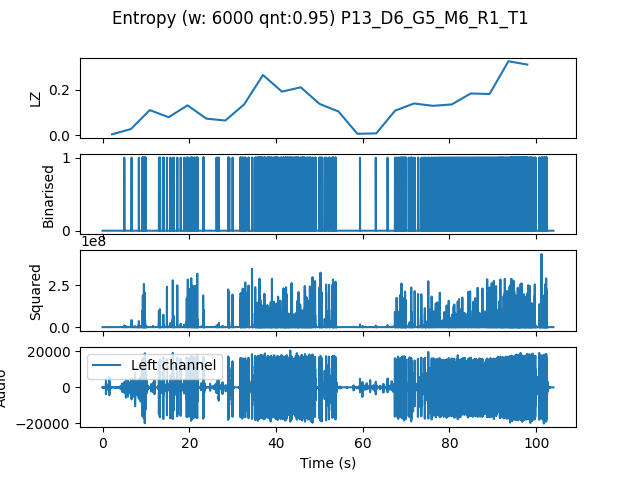 Entropy (w: 6000 qnt:0.95) P13_D6_G5_M6_R1_T1
LZ
0.2
0.0
Binarised
1
0
1e8
Squared
2.5
0.0
Audio
20000
0
−20000
Left channel
0 20 40 60 80 100
Time (s)